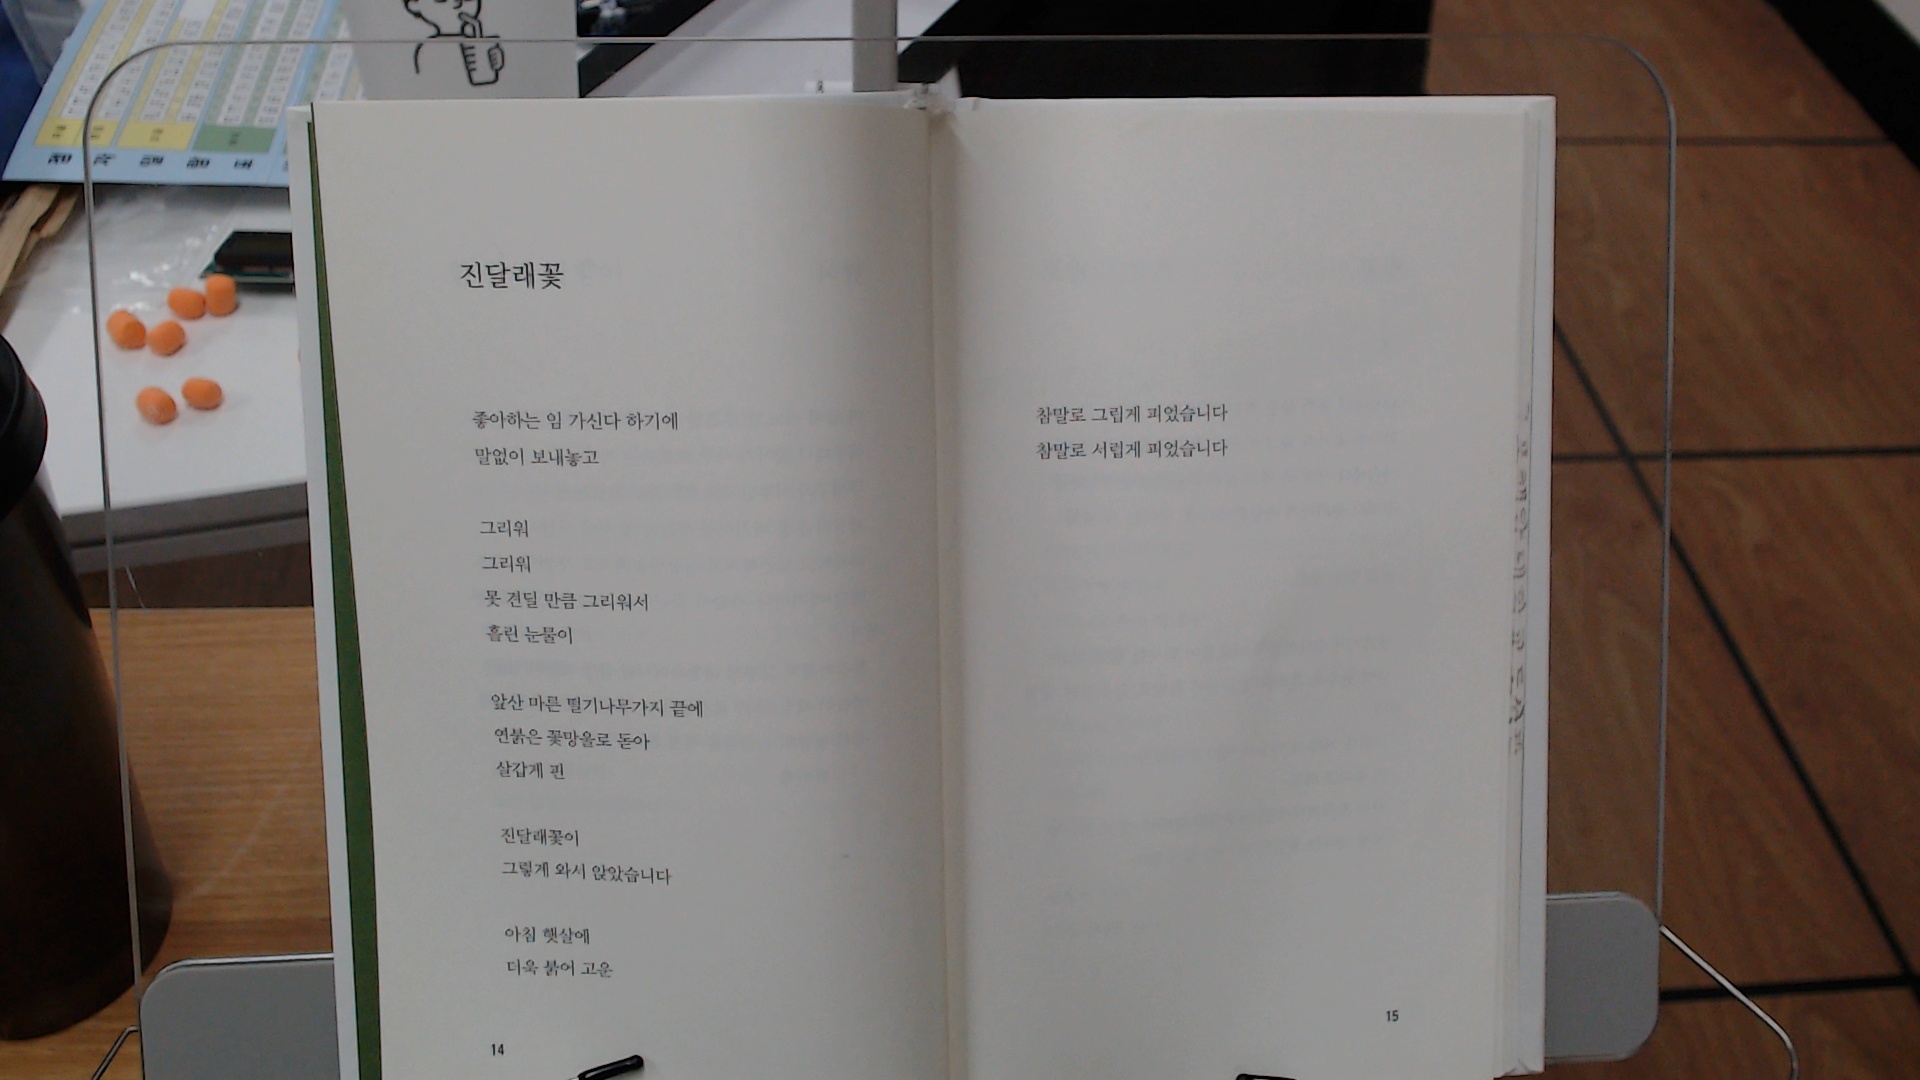 진달래꽃
좋아하는 임 가신다 하기에
말없이 보내놓고
그리워
그리워
못 견딜 만큼 그리워서
흘린 눈물이
앞산 마른 떨기나무가지 끝에
연붉은 꽃망울로 돋아
살갑게 핀
진달래꽃이
그렇게 와서 앉았습니다
아침 햇살에
더욱 붉어 고운
14
참말로 그립게 피었습니다
참말로 서럽게 피었습니다
15